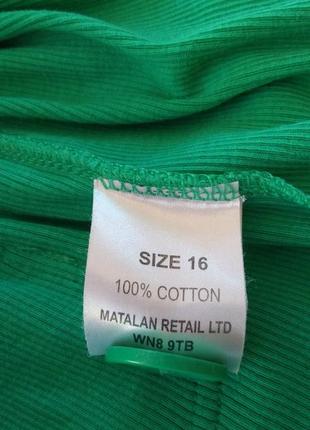 SIZE 16
100% COTTON
MATALAN RETAIL LTD
WN8 9TB